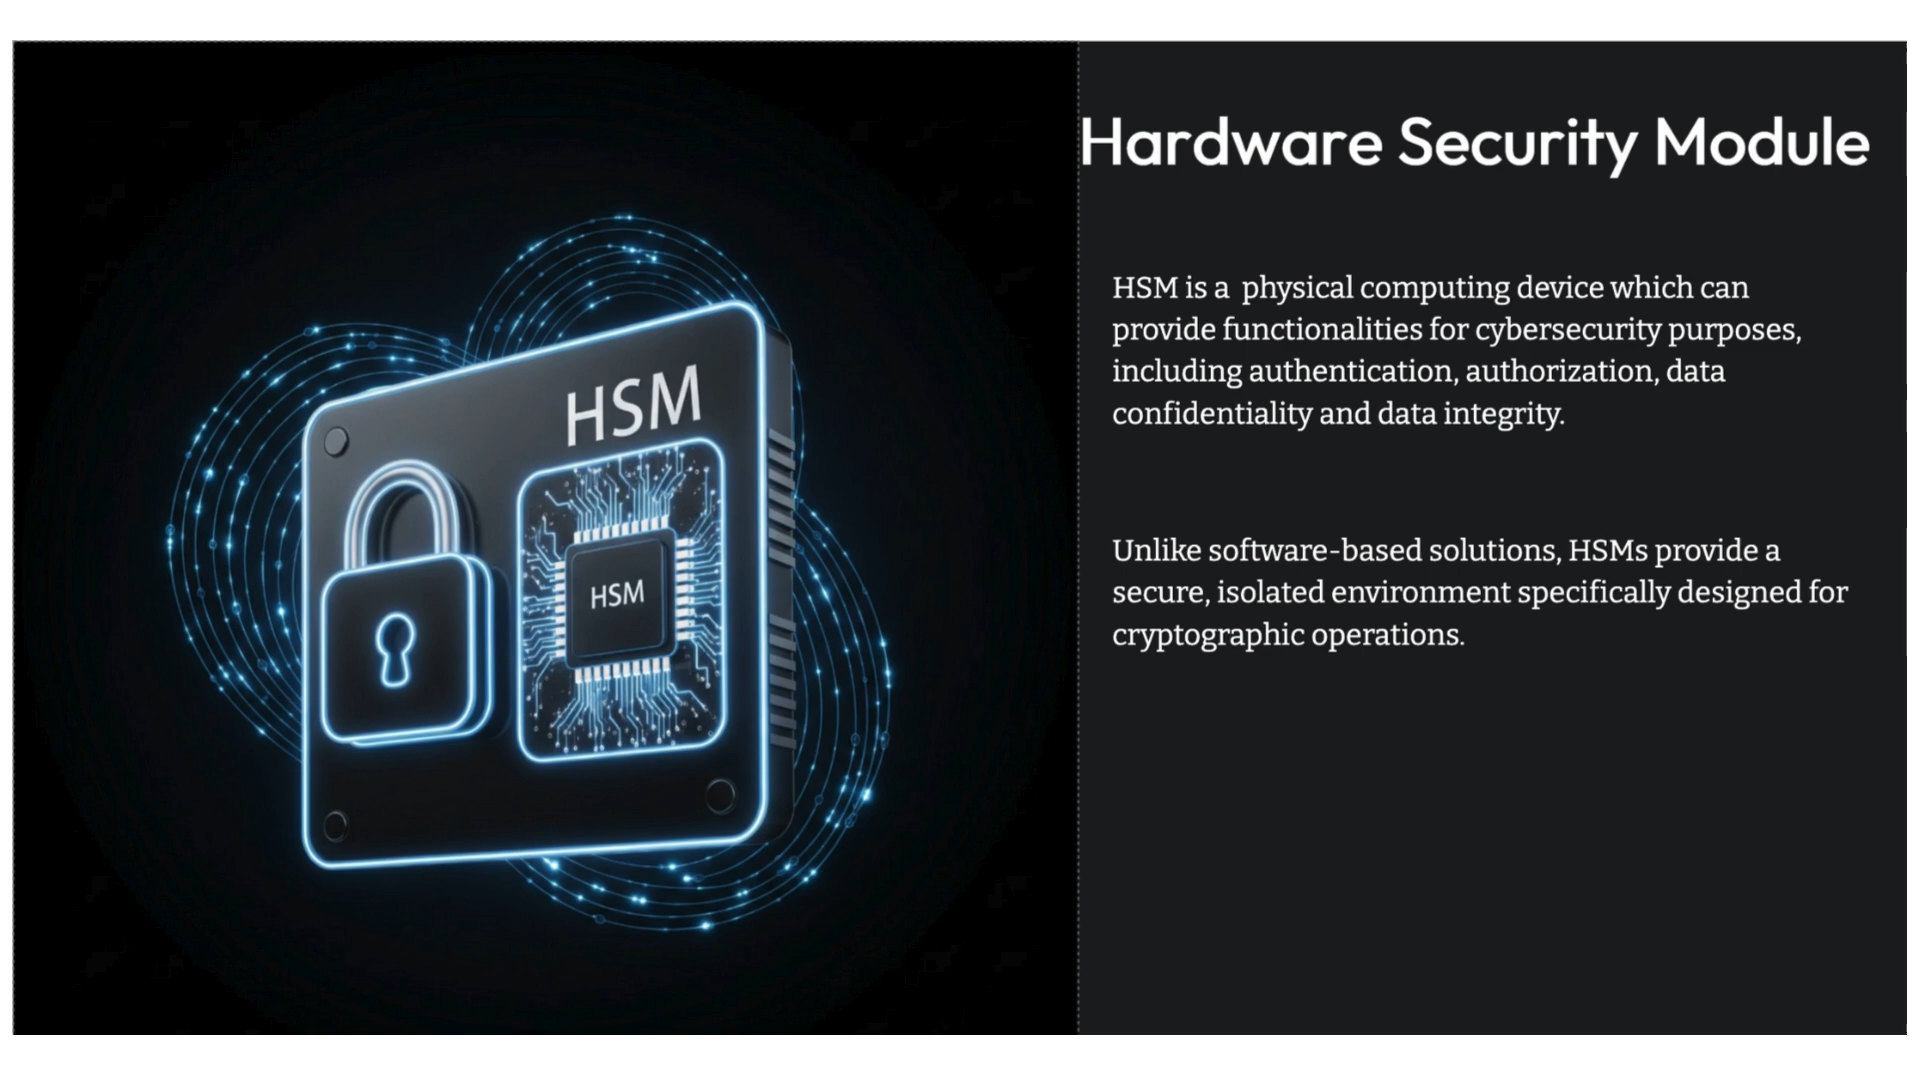 Hardware Security Module
HSM is a  physical computing device which can
provide functionalities for cybersecurity purposes,
including authentication, authorization, data
confidentiality and data integrity.
Unlike software-based solutions, HSMs provide a
secure, isolated environment specifically designed for
cryptographic operations.
HSM
HSM